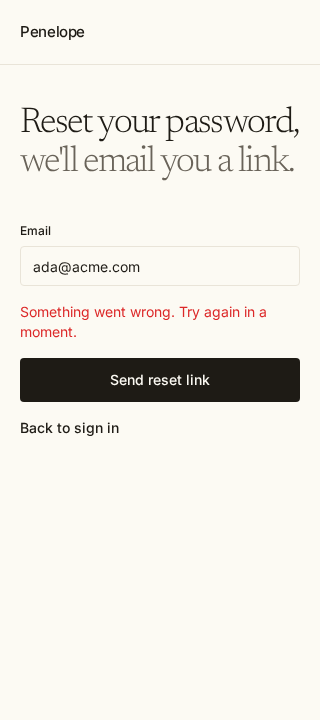 Penelope
Reset your password,
we'll email you a link.
Email
ada@acme.com
Something went wrong. Try again in a
moment.
Send reset link
Back to sign in